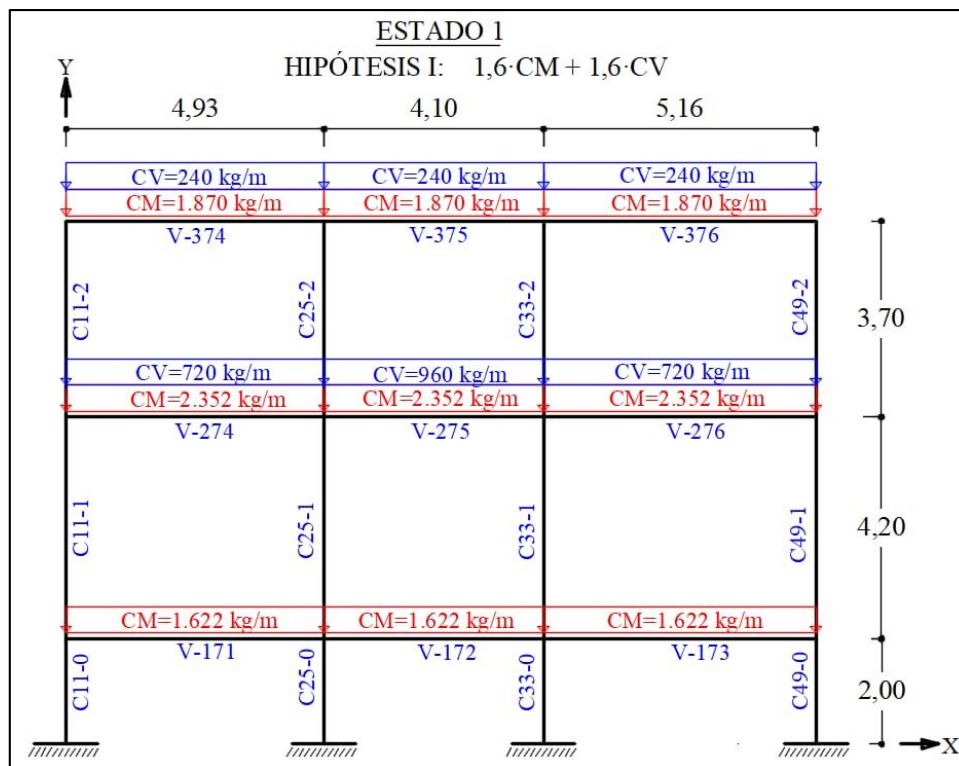 ESTADO 1
HIPÓTESIS I: 1,6·CM + 1,6·CV
Y
4,93 4,10 5,16
CV=240 kg/m CV=240 kg/m CV=240 kg/m
CM=1.870 kg/m CM=1.870 kg/m CM=1.870 kg/m
V-374 V-375 V-376
C11-2 C25-2 C33-2 C49-2 3,70
CV=720 kg/m CV=960 kg/m CV=720 kg/m
CM=2.352 kg/m CM=2.352 kg/m CM=2.352 kg/m
V-274 V-275 V-276
C11-1 C25-1 C33-1 C49-1 4,20
CM=1.622 kg/m CM=1.622 kg/m CM=1.622 kg/m
V-171 V-172 V-173
C11-0 C25-0 C33-0 C49-0 2,00
X